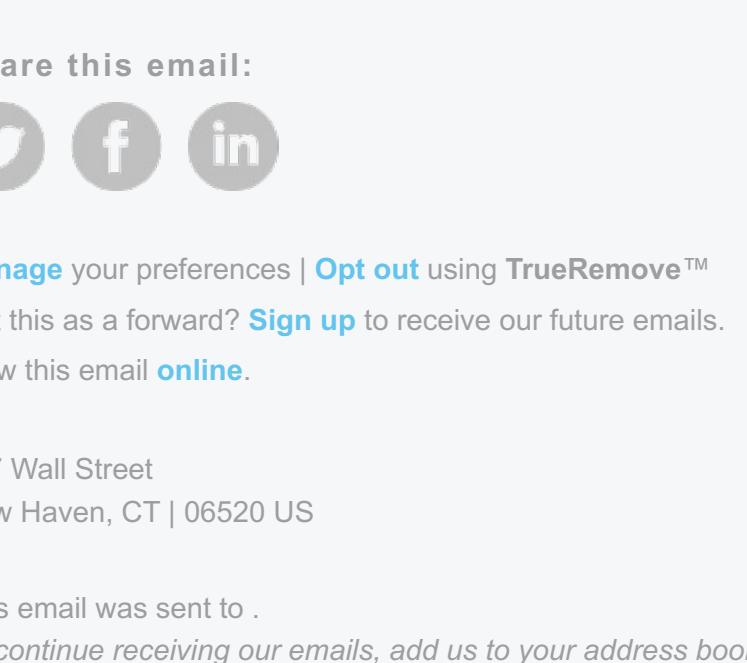 are this email:
f
in
nage your preferences | Opt out using TrueRemove™
this as a forward? Sign up to receive our future emails.
w this email online.
Wall Street
w Haven, CT | 06520 US
s email was sent to .
continue receiving our emails, add us to your address boo